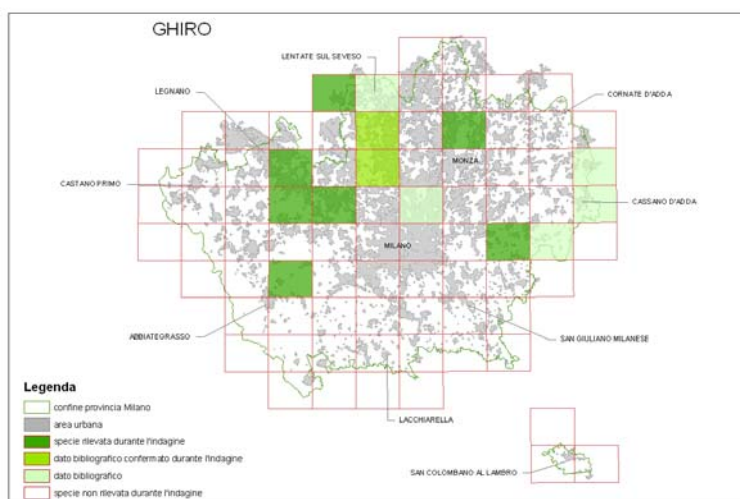 GHIRO
LENTATE SUL SEVESO
LEGNANO
CORNATE D'ADDA
MONZA
CASTANO PRIMO
CASSANO D'ADDA
MILANO
ABBIATEGRASSO
SAN GIULIANO MILANESE
LACCHIARELLA
SAN COLOMBANO AL LAMBRO
Legenda
confine provincia Milano
area urbana
specie rilevata durante l'indagine
dato bibliografico confermato durante l'indagine
dato bibliografico
specie non rilevata durante l'indagine